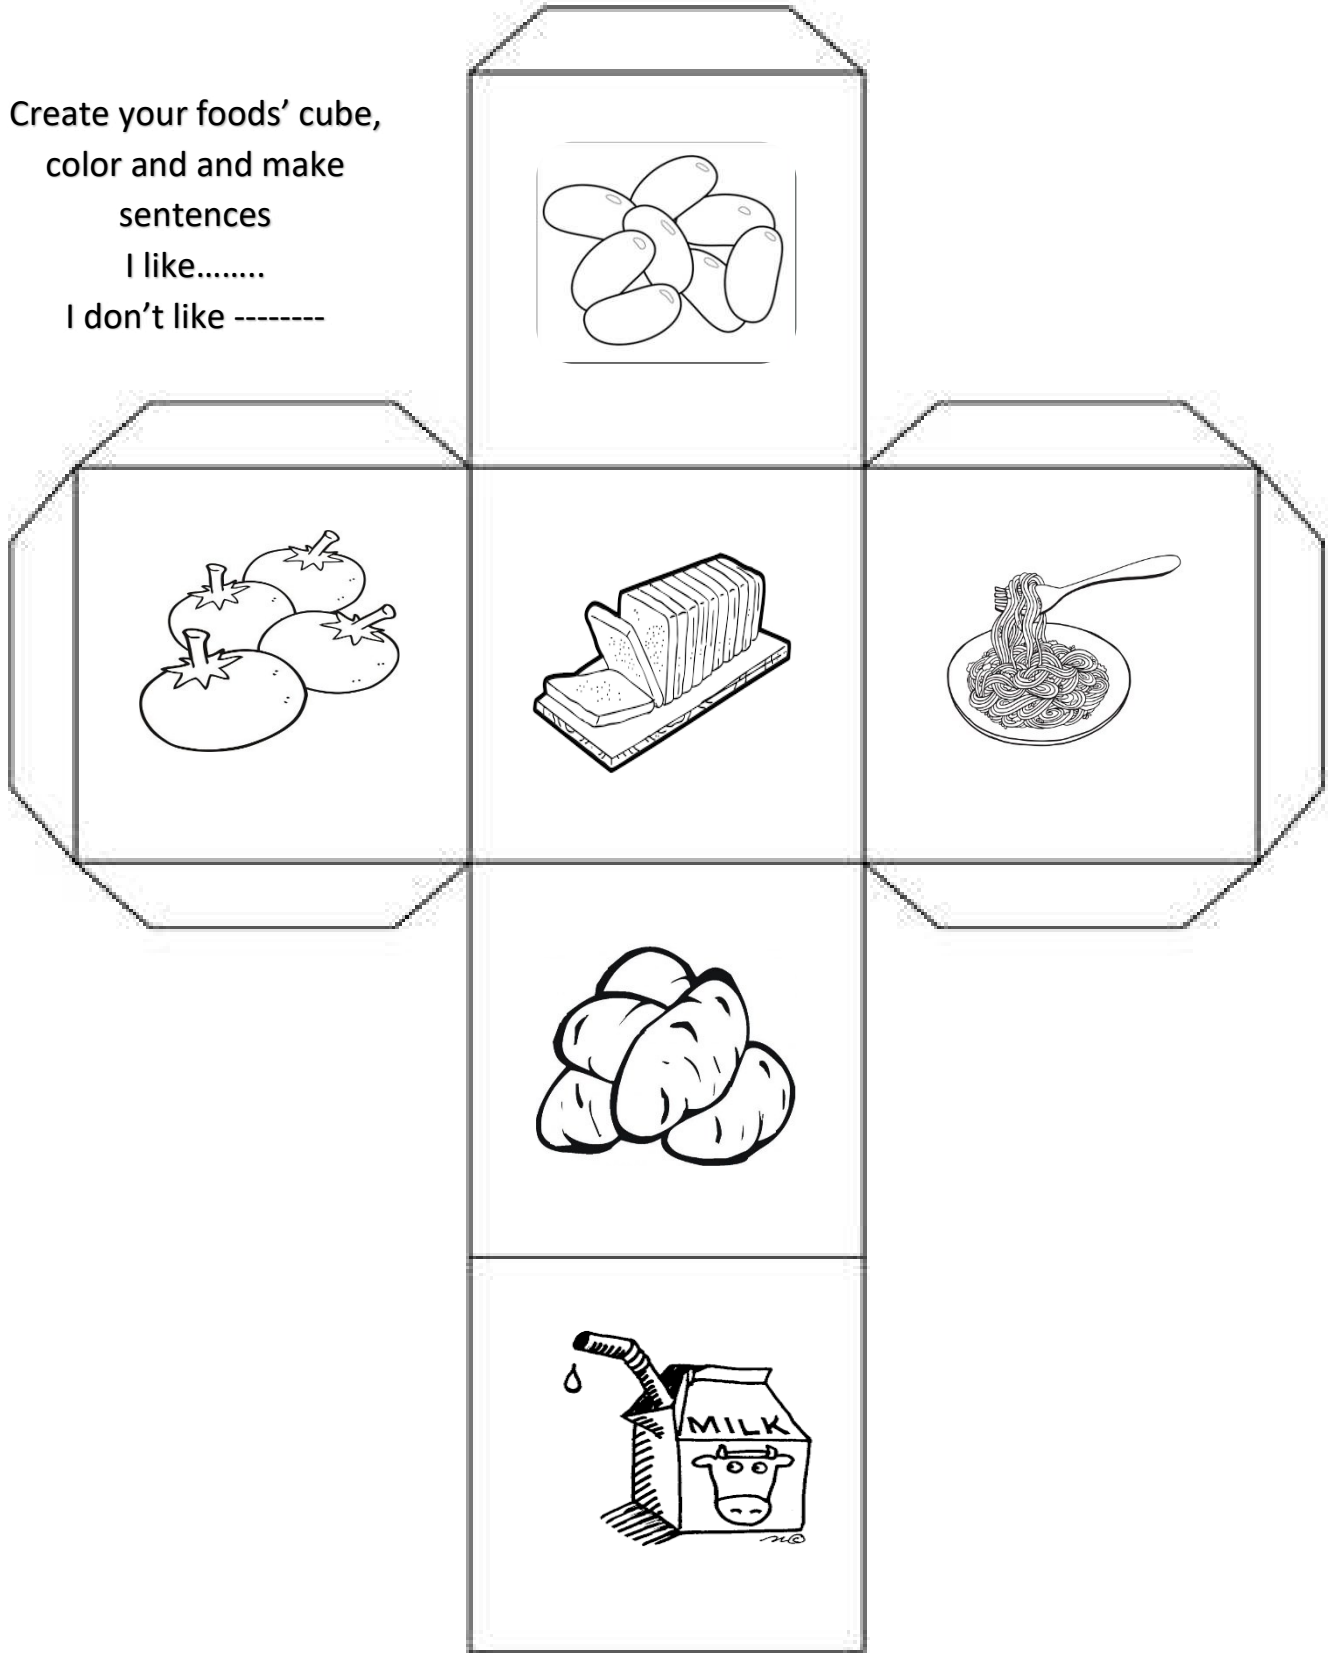 Create your foods’ cube,
color and and make
sentences
I like……..
I don’t like --------
MILK